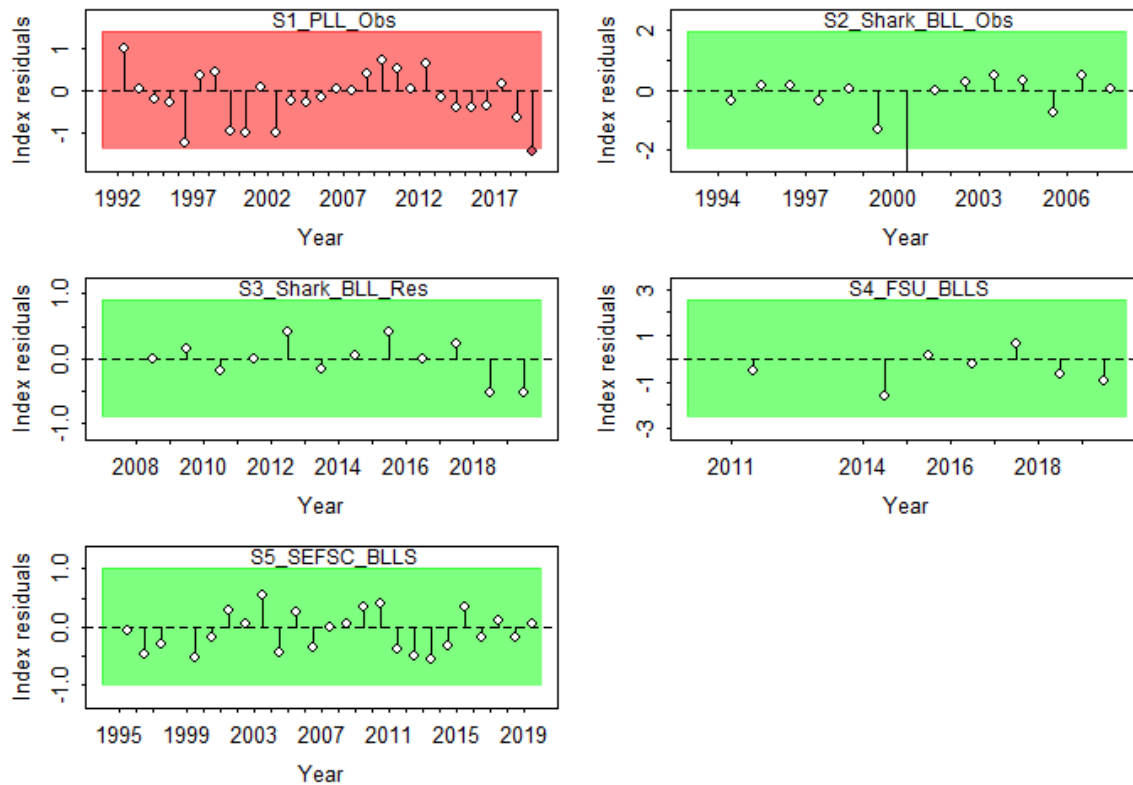 S1_PLL_Obs
Index residuals
1
0
-1
1992 1997 2002 2007 2012 2017
Year
S2_Shark_BLL_Obs
Index residuals
2
0
-2
1994 1997 2000 2003 2006
Year
S3_Shark_BLL_Res
Index residuals
1.0
0.0
-1.0
2008 2010 2012 2014 2016 2018
Year
S4_FSU_BLLS
Index residuals
3
1
-1
-3
2011 2014 2016 2018
Year
S5_SEFSC_BLLS
Index residuals
1.0
0.0
-1.0
1995 1999 2003 2007 2011 2015 2019
Year